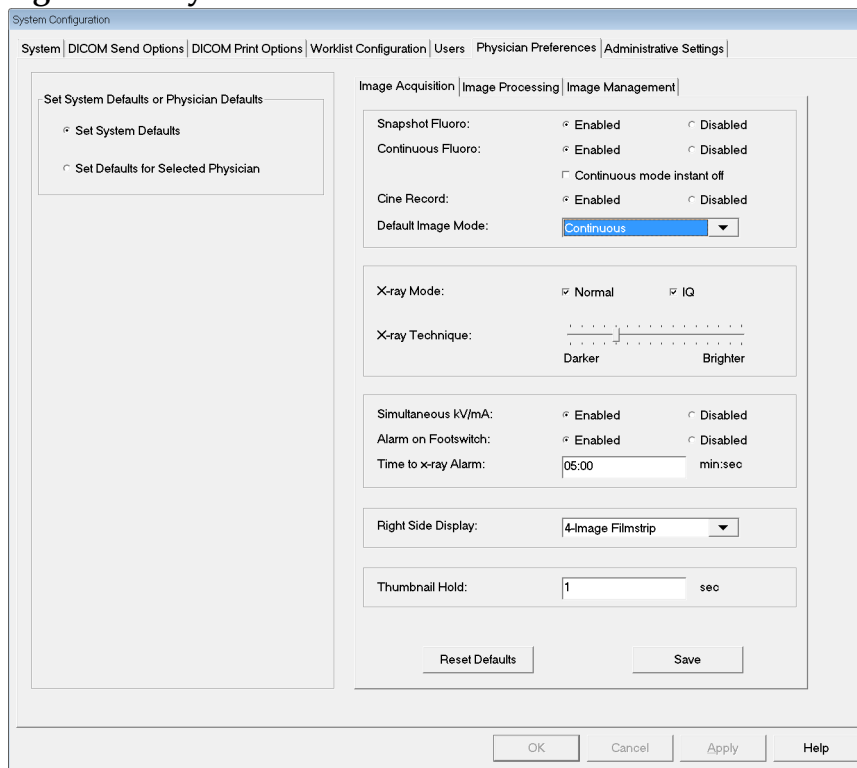 System Configuration
System DICOM Send Options DICOM Print Options Worklist Configuration Users Physician Preferences Administrative Settings
Set System Defaults or Physician Defaults
Set System Defaults
Set Defaults for Selected Physician
Image Acquisition Image Processing Image Management
Snapshot Fluoro: Enabled Disabled
Continuous Fluoro: Enabled Disabled
Continuous mode instant off
Cine Record: Enabled Disabled
Default Image Mode: Continuous
X-ray Mode: Normal IQ
X-ray Technique:
Darker Brighter
Simultaneous kV/mA: Enabled Disabled
Alarm on Footswitch: Enabled Disabled
Time to x-ray Alarm: 05:00 min:sec
Right Side Display: 4-Image Filmstrip
Thumbnail Hold: 1 sec
Reset Defaults Save
OK Cancel Apply Help